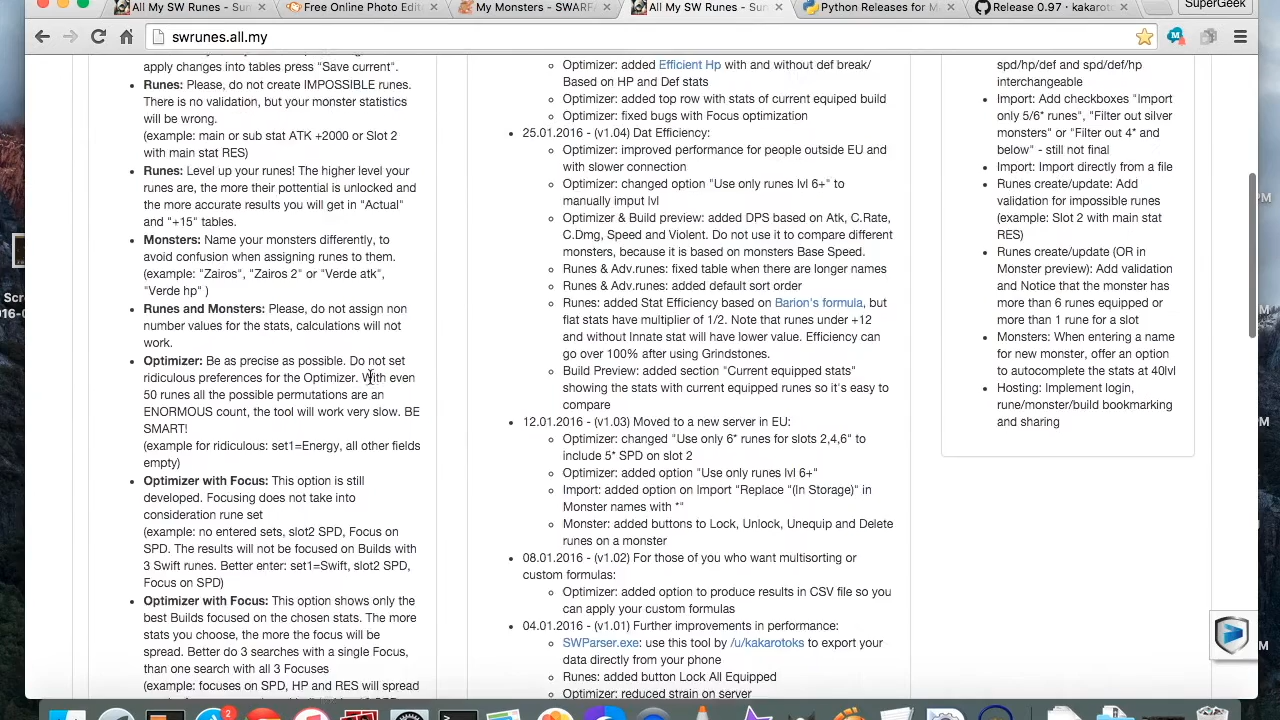 All My SW Runes - Sun
Free Online Photo Edito
My Monsters - SWARFA
All My SW Runes - Sun
Python Releases for Ma
Release 0.97 - kakaroto
SuperGeek
swrunes.all.my
apply changes into tables press "Save current".
Runes: Please, do not create IMPOSSIBLE runes.
There is no validation, but your monster statistics
will be wrong.
(example: main or sub stat ATK +2000 or Slot 2
with main stat RES)
Runes: Level up your runes! The higher level your
runes are, the more their pottential is unlocked and
the more accurate results you will get in "Actual"
and "+15" tables.
Monsters: Name your monsters differently, to
avoid confusion when assigning runes to them.
(example: "Zairos", "Zairos 2" or "Verde atk",
"Verde hp" )
Runes and Monsters: Please, do not assign non
number values for the stats, calculations will not
work.
Optimizer: Be as precise as possible. Do not set
ridiculous preferences for the Optimizer. With even
50 runes all the possible permutations are an
ENORMOUS count, the tool will work very slow. BE
SMART!
(example for ridiculous: set1=Energy, all other fields
empty)
Optimizer with Focus: This option is still
developed. Focusing does not take into
consideration rune set
(example: no entered sets, slot2 SPD, Focus on
SPD. The results will not be focused on Builds with
3 Swift runes. Better enter: set1=Swift, slot2 SPD,
Focus on SPD)
Optimizer with Focus: This option shows only the
best Builds focused on the chosen stats. The more
stats you choose, the more the focus will be
spread. Better do 3 searches with a single Focus,
than one search with all 3 Focuses
(example: focuses on SPD, HP and RES will spread
Optimizer: added Efficient Hp with and without def break/
Based on HP and Def stats
Optimizer: added top row with stats of current equiped build
Optimizer: fixed bugs with Focus optimization
25.01.2016 - (v1.04) Dat Efficiency:
Optimizer: improved performance for people outside EU and
with slower connection
Optimizer: changed option "Use only runes lvl 6+" to
manually imput lvl
Optimizer & Build preview: added DPS based on Atk, C.Rate,
C.Dmg, Speed and Violent. Do not use it to compare different
monsters, because it is based on monsters Base Speed.
Runes & Adv.runes: fixed table when there are longer names
Runes & Adv.runes: added default sort order
Runes: added Stat Efficiency based on Barion's formula, but
flat stats have multiplier of 1/2. Note that runes under +12
and without Innate stat will have lower value. Efficiency can
go over 100% after using Grindstones.
Build Preview: added section "Current equipped stats"
showing the stats with current equipped runes so it's easy to
compare
12.01.2016 - (v1.03) Moved to a new server in EU:
Optimizer: changed "Use only 6* runes for slots 2,4,6" to
include 5* SPD on slot 2
Optimizer: added option "Use only runes lvl 6+"
Import: added option on Import "Replace "(In Storage)" in
Monster names with *"
Monster: added buttons to Lock, Unlock, Unequip and Delete
runes on a monster
08.01.2016 - (v1.02) For those of you who want multisorting or
custom formulas:
Optimizer: added option to produce results in CSV file so you
can apply your custom formulas
04.01.2016 - (v1.01) Further improvements in performance:
SWParser.exe: use this tool by /u/kakarotoks to export your
data directly from your phone
Runes: added button Lock All Equipped
Optimizer: reduced strain on server
spd/hp/def and spd/def/hp
interchangeable
Import: Add checkboxes "Import
only 5/6* runes", "Filter out silver
monsters" or "Filter out 4* and
below" - still not final
Import: Import directly from a file
Runes create/update: Add
validation for impossible runes
(example: Slot 2 with main stat
RES)
Runes create/update (OR in
Monster preview): Add validation
and Notice that the monster has
more than 6 runes equipped or
more than 1 rune for a slot
Monsters: When entering a name
for new monster, offer an option
to autocomplete the stats at 40lvl
Hosting: Implement login,
rune/monster/build bookmarking
and sharing
Scre
2